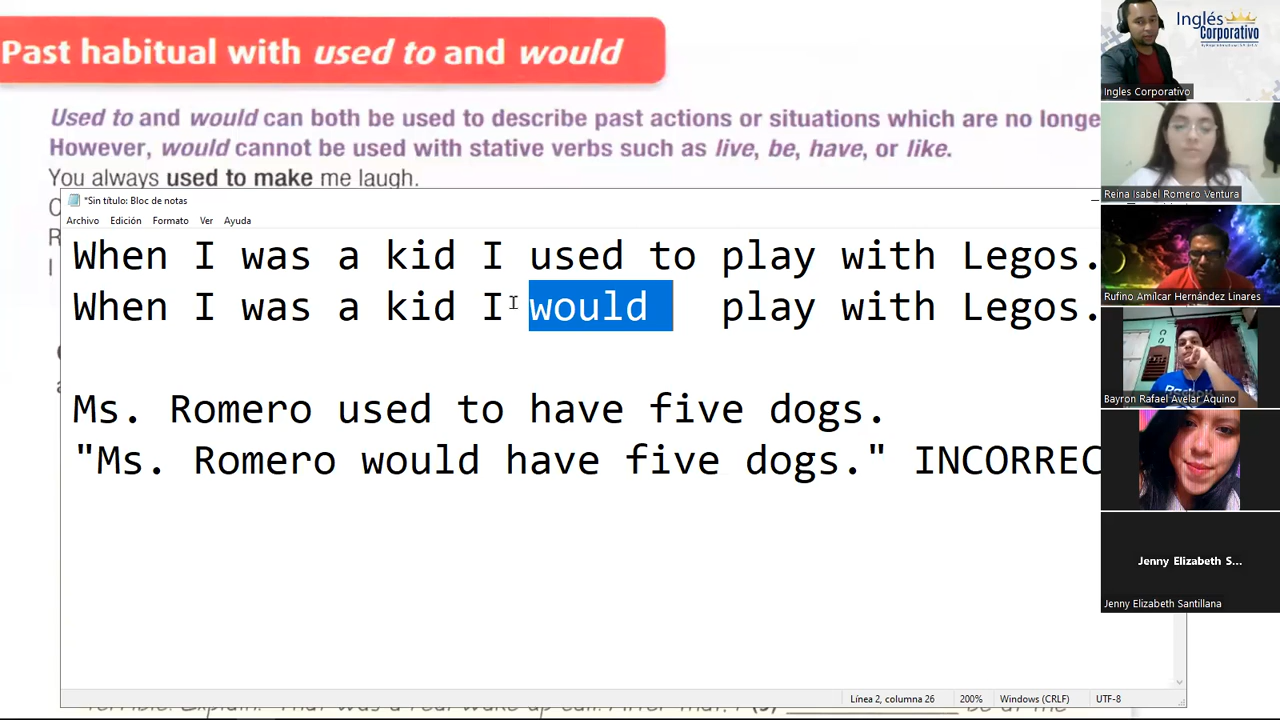 Past habitual with used to and would
Used to and would can both be used to describe past actions or situations which are no longe
However, would cannot be used with stative verbs such as live, be, have, or like.
You always used to make me laugh.
*Sin título: Bloc de notas
Archivo Edición Formato Ver Ayuda
When I was a kid I used to play with Legos.
When I was a kid I would play with Legos.
Ms. Romero used to have five dogs.
"Ms. Romero would have five dogs." INCORREC
Línea 2, columna 26 200% Windows (CRLF) UTF-8
be at the
Inglés
Corporativo
Ingles Corporativo
Reina Isabel Romero Ventura
Rufino Amílcar Hernández Linares
Bayron Rafael Avelar Aquino
Jenny Elizabeth S...
Jenny Elizabeth Santillana